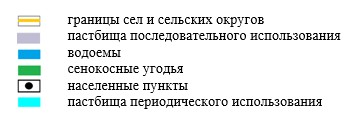 границы сел и сельских округов
пастбища последовательного использования
водоемы
сенокосные угодья
населенные пункты
пастбища периодического использования